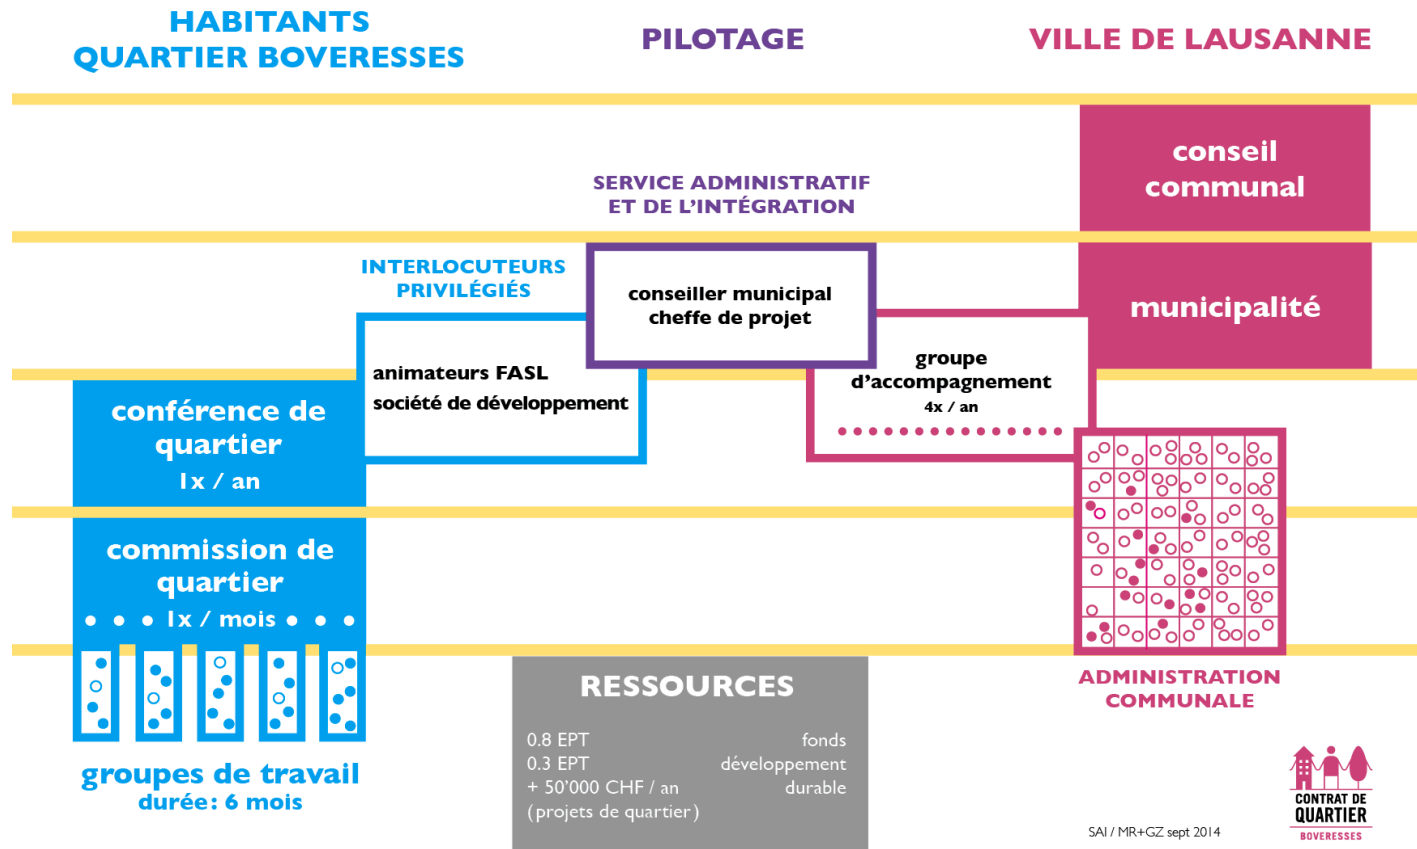 HABITANTS
QUARTIER BOVERESSES
PILOTAGE
VILLE DE LAUSANNE
conseil
communal
SERVICE ADMINISTRATIF
ET DE L'INTÉGRATION
INTERLOCUTEURS
PRIVILÉGIÉS
conseiller municipal
cheffe de projet
municipalité
animateurs FASL
société de développement
groupe
d'accompagnement
4x / an
conférence de
quartier
1x / an
commission de
quartier
1x / mois
groupes de travail
durée: 6 mois
RESSOURCES
0.8 EPT
0.3 EPT
+ 50'000 CHF / an
(projets de quartier)
fonds
développement
durable
ADMINISTRATION
COMMUNALE
SAI / MR+GZ sept 2014
CONTRAT DE
QUARTIER
BOVERESSES